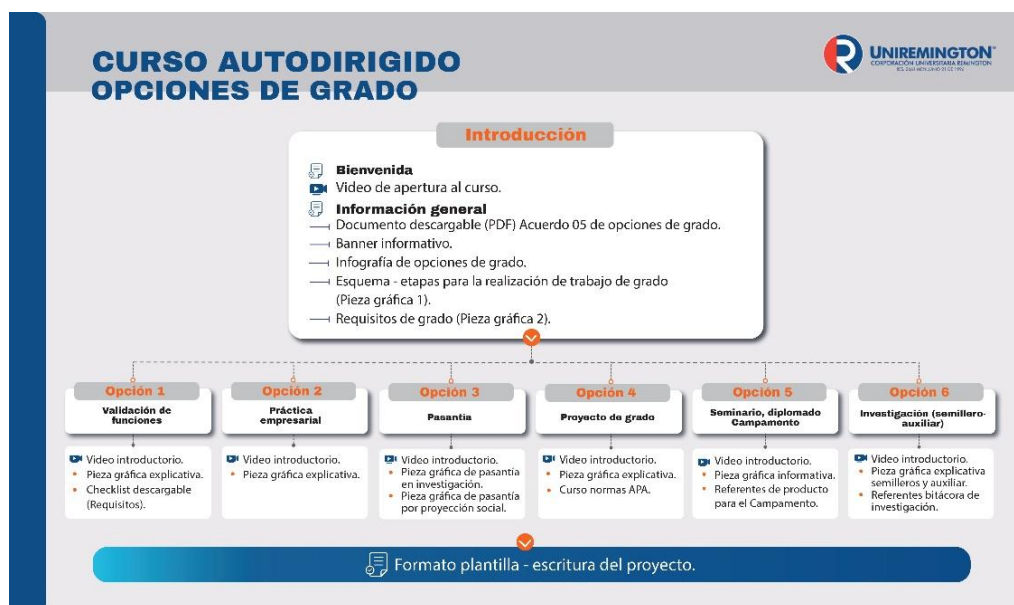 CURSO AUTODIRIGIDO
OPCIONES DE GRADO
UNIREMINGTON
CORPORACIÓN UNIVERSITARIA REMINGTON
Introducción
Bienvenida
Video de apertura al curso.
Información general
Documento descargable (PDF) Acuerdo 05 de opciones de grado.
Banner informativo.
Infografía de opciones de grado.
Esquema - etapas para la realización de trabajo de grado
(Pieza gráfica 1).
Requisitos de grado (Pieza gráfica 2).
Opción 1
Validación de
funciones
Video introductorio.
Pieza gráfica explicativa.
Checklist descargable
(Requisitos).
Opción 2
Práctica
empresarial
Video introductorio.
Pieza gráfica explicativa.
Opción 3
Pasantía
Video introductorio.
Pieza gráfica de pasantía
en investigación.
Pieza gráfica de pasantía
por proyección social.
Opción 4
Proyecto de grado
Video introductorio.
Pieza gráfica explicativa.
Curso normas APA.
Opción 5
Seminario, diplomado
Campamento
Video introductorio.
Pieza gráfica informativa.
Referentes de producto
para el Campamento.
Opción 6
Investigación (semillero-
auxiliar)
Video introductorio.
Pieza gráfica explicativa
semilleros y auxiliar.
Referentes bitácora de
investigación.
Formato plantilla - escritura del proyecto.